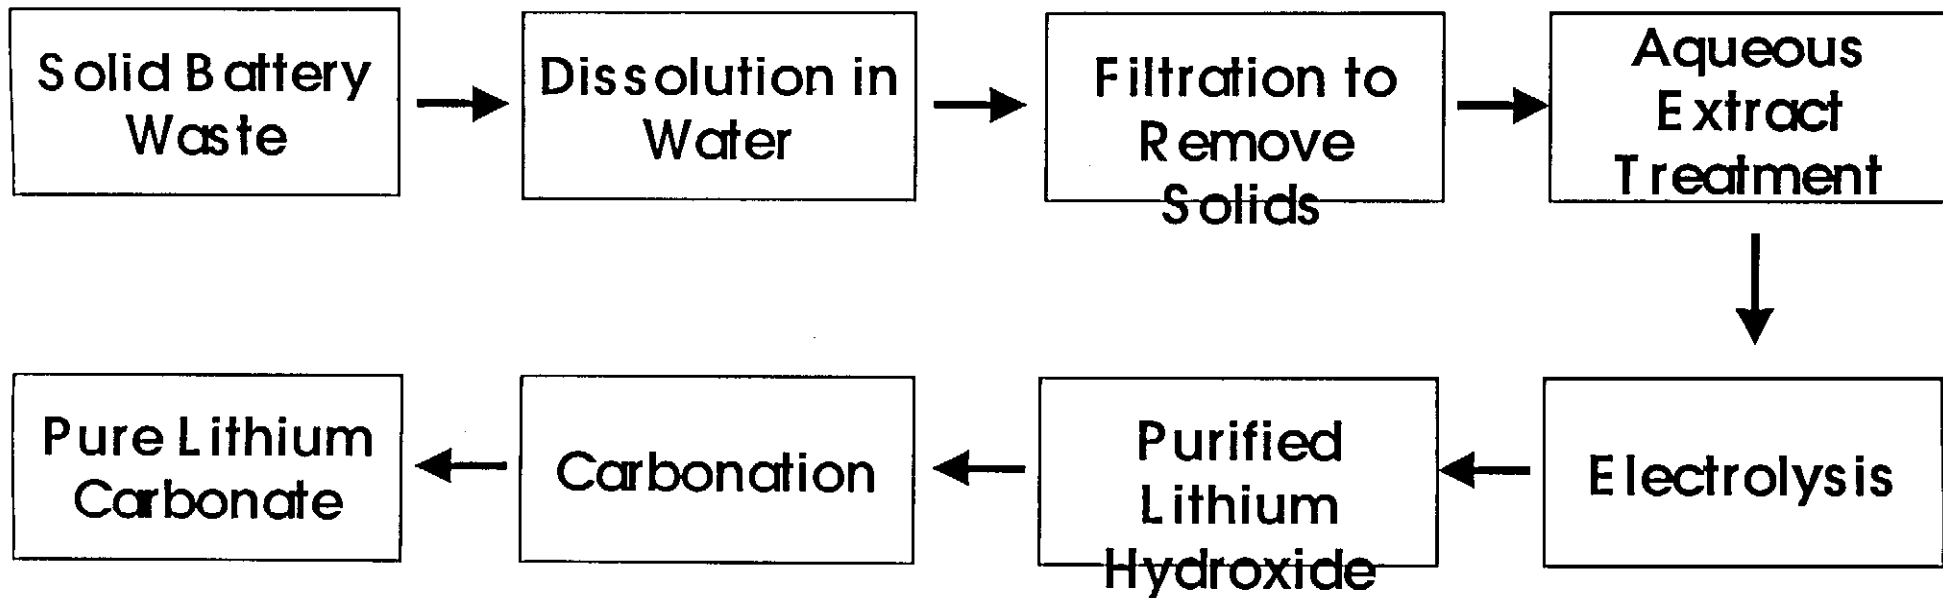 Solid Battery
Waste
Dissolution in
Water
Filtration to
Remove
Solids
Aqueous
Extract
Treatment
Electrolysis
Purified
Lithium
Hydroxide
Carbonation
Pure Lithium
Carbonate